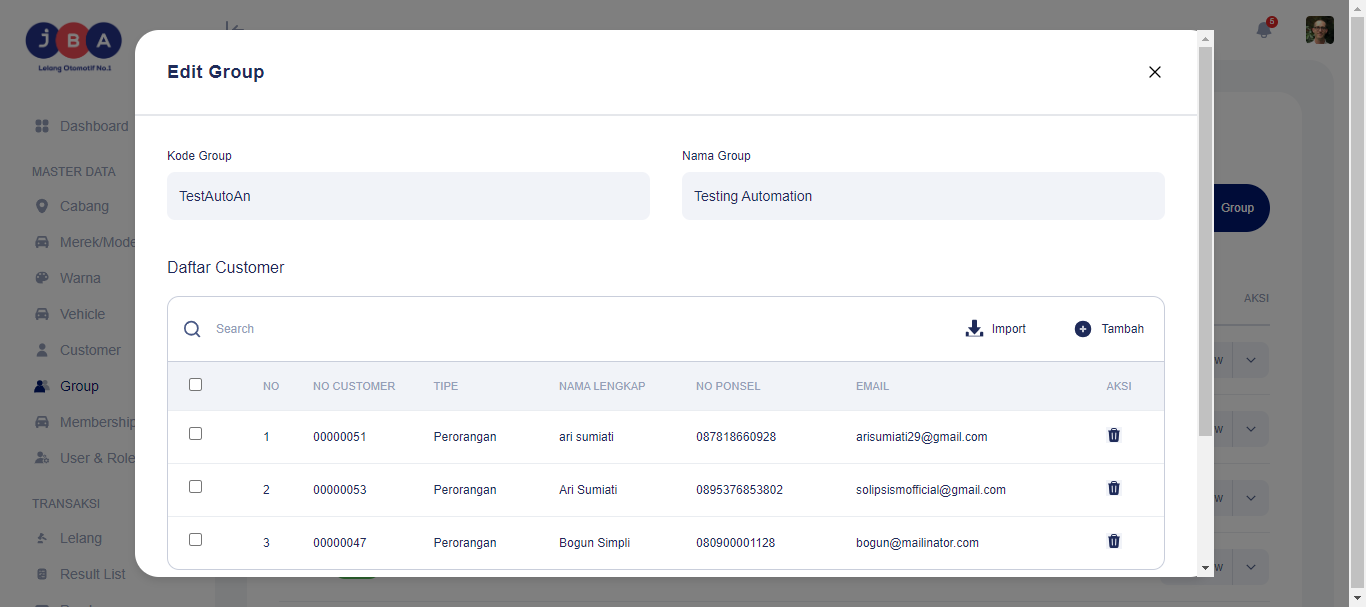 JBA
Lelang Otomotif No.1
6
Dashboard
MASTER DATA
Cabang
Merek/Mode
Warna
Vehicle
Customer
Group
Membership
User & Role
TRANSAKSI
Lelang
Result List
Edit Group
Kode Group
Nama Group
TestAutoAn
Testing Automation
Daftar Customer
Search
Import
Tambah
NO NO CUSTOMER TIPE NAMA LENGKAP NO PONSEL EMAIL AKSI
1 00000051 Perorangan ari sumiati 087818660928 arisumiati29@gmail.com
2 00000053 Perorangan Ari Sumiati 0895376853802 solipsismofficial@gmail.com
3 00000047 Perorangan Bogun Simpli 080900001128 bogun@mailinator.com
Group
AKSI
w
w
w
w